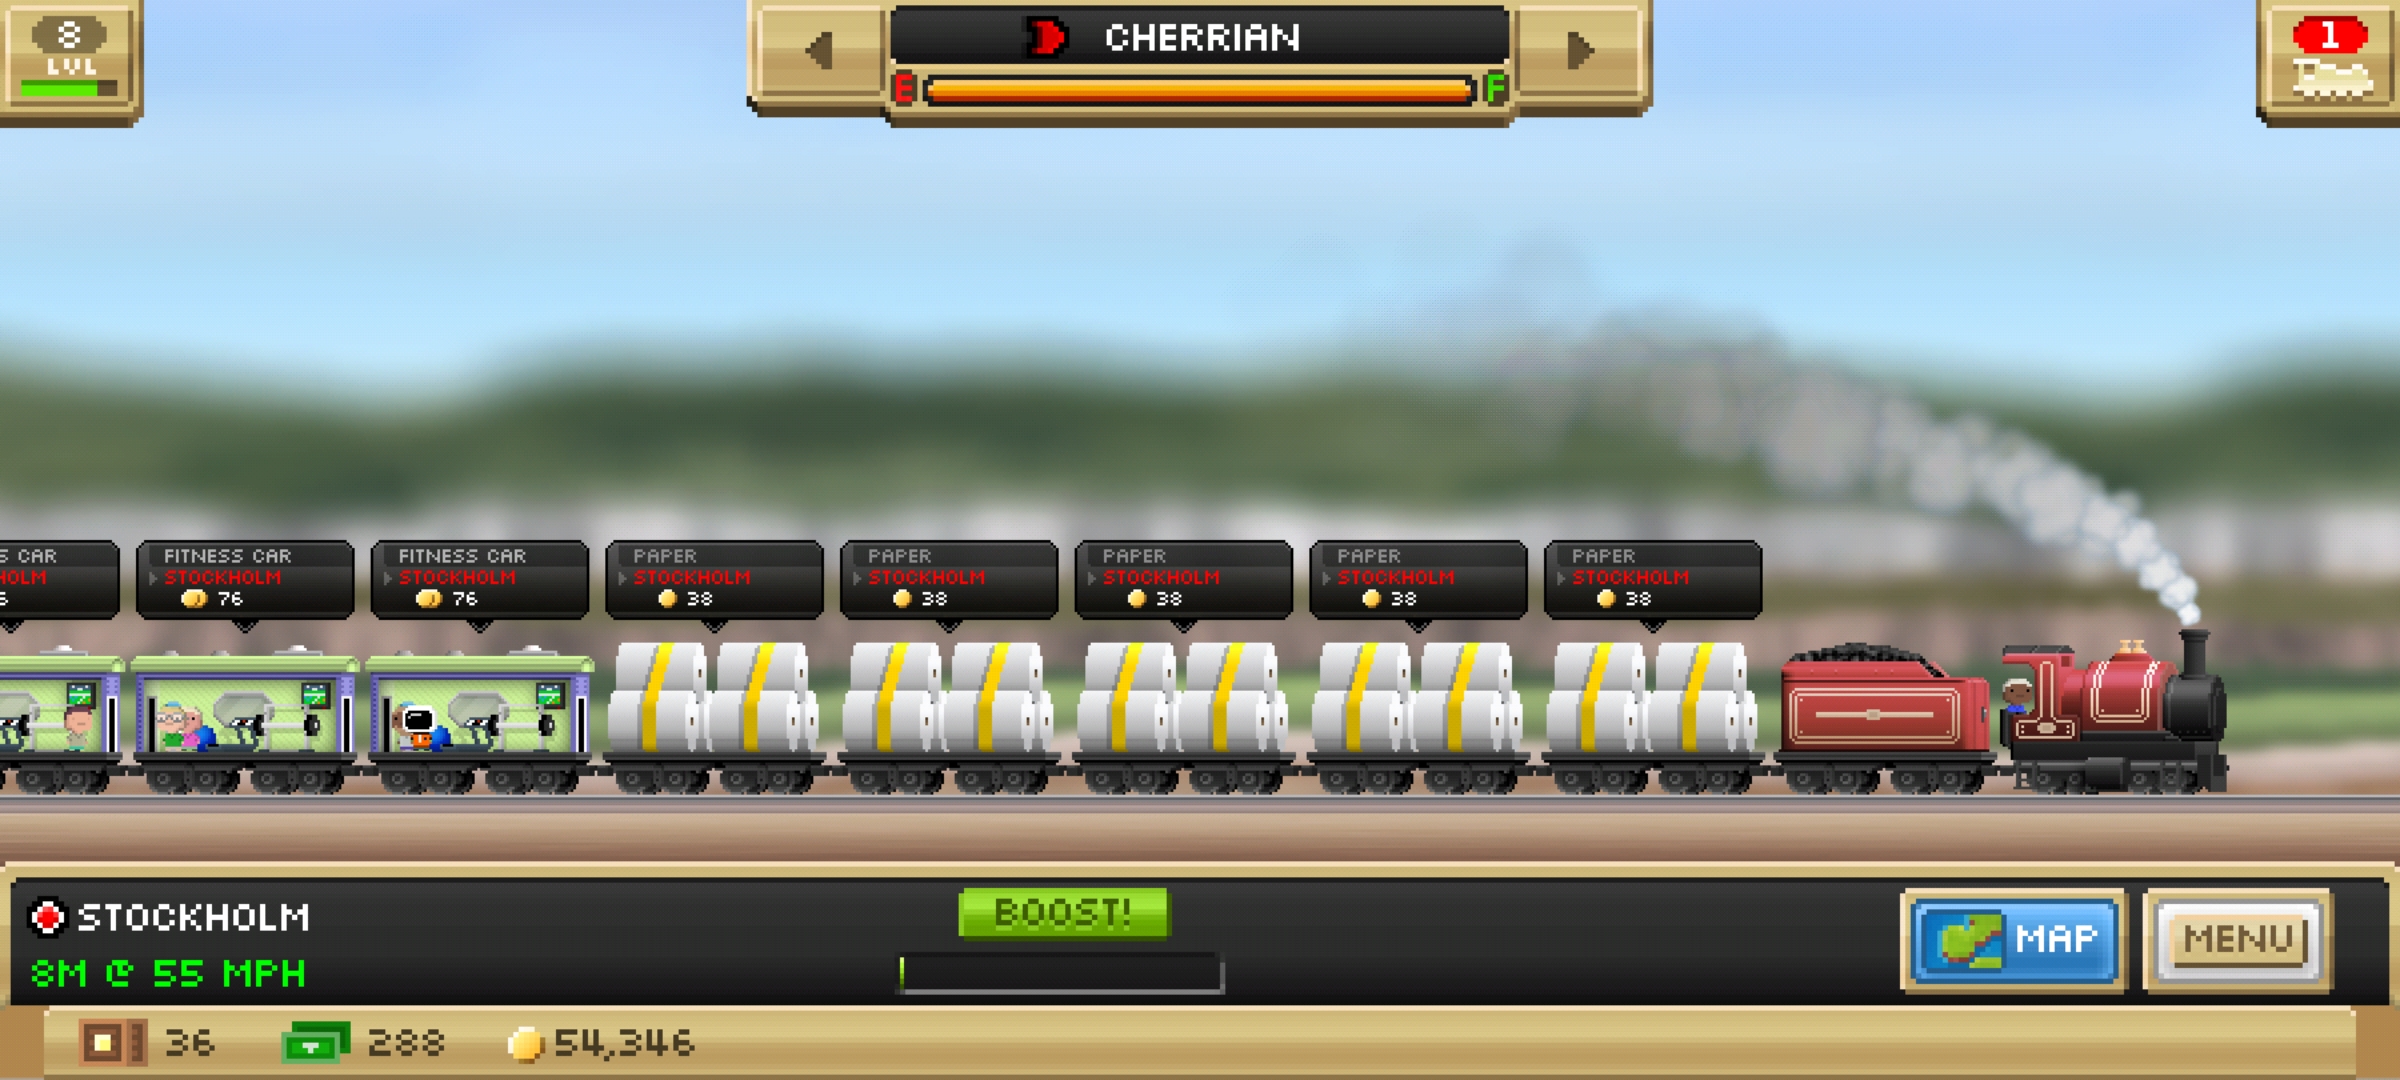 8
LVL
CHERRIAN
E F
1
S CAR
HOLM
FITNESS CAR
STOCKHOLM
76
FITNESS CAR
STOCKHOLM
76
PAPER
STOCKHOLM
38
PAPER
STOCKHOLM
38
PAPER
STOCKHOLM
38
PAPER
STOCKHOLM
38
PAPER
STOCKHOLM
38
STOCKHOLM
8M @ 55 MPH
BOOST!
MAP
MENU
36
288
54,346